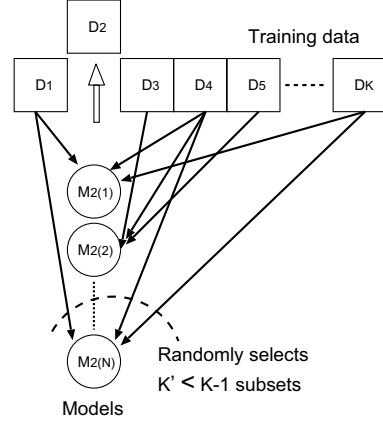 D2
Training data
D1 D3 D4 D5 DK
M2(1)
M2(2)
M2(N)
Randomly selects
K' < K-1 subsets
Models